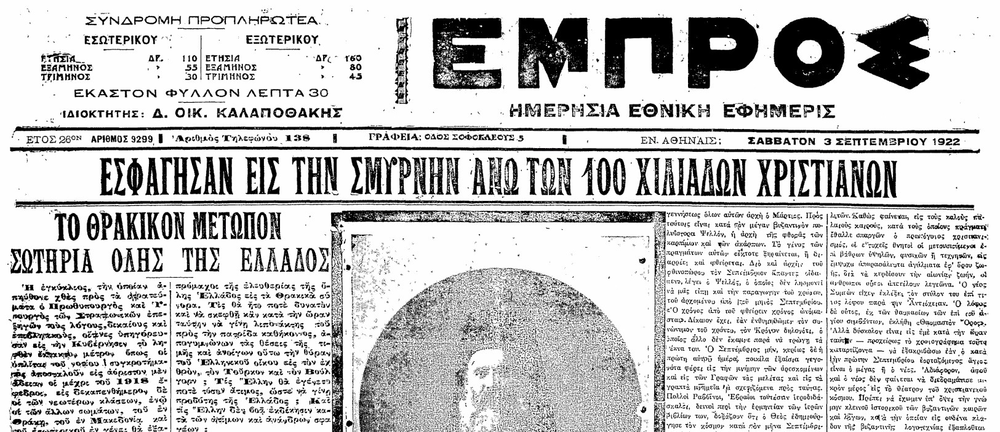 ΣΥΝΔΡΟΜΗ ΠΡΟΠΛΗΡΩΤΕΑ
ΕΣΩΤΕΡΙΚΟΥ
ΕΤΗΣΙΑ ΔΡ. 110
ΕΞΑΜΗΝΟΣ » 55
ΤΡΙΜΗΝΟΣ » 30
ΕΞΩΤΕΡΙΚΟΥ
ΕΤΗΣΙΑ ΔΡ. 160
ΕΞΑΜΗΝΟΣ » 80
ΤΡΙΜΗΝΟΣ » 45
ΕΚΑΣΤΟΝ ΦΥΛΛΟΝ ΛΕΠΤΑ 30
ΙΔΙΟΚΤΗΤΗΣ: Δ. ΟΙΚ. ΚΑΛΑΠΟΘΑΚΗΣ
ΕΜΠΡΟΣ
ΗΜΕΡΗΣΙΑ ΕΘΝΙΚΗ ΕΦΗΜΕΡΙΣ
ΕΤΟΣ 26ΟΝ ΑΡΙΘΜΟΣ 9299 Ἀριθμὸς Τηλεφώνου 138 ΓΡΑΦΕΙΑ: ΟΔΟΣ ΣΟΦΟΚΛΕΟΥΣ 5 ΕΝ ΑΘΗΝΑΙΣ; ΣΑΒΒΑΤΟΝ 3 ΣΕΠΤΕΜΒΡΙΟΥ 1922
ΕΣΦΑΓΗΣΑΝ ΕΙΣ ΤΗΝ ΣΜΥΡΝΗΝ ΑΝΩ ΤΩΝ 100 ΧΙΛΙΑΔΩΝ ΧΡΙΣΤΙΑΝΩΝ
ΤΟ ΘΡΑΚΙΚΟΝ ΜΕΤΩΠΟΝ
ΣΩΤΗΡΙΑ ΟΛΗΣ ΤΗΣ ΕΛΛΑΔΟΣ
Ἡ ἐγκύκλιος, τὴν ὁποίαν ἀ-
πηύθυνε χθὲς πρὸς τὰ στρατεύ-
ματα ὁ Πρωθυπουργὸς καὶ Ὑ-
πουργὸς τῶν Στρατιωτικῶν ἐπε-
ξηγῶν τοὺς λόγους, δικαίους καὶ
ἐπιβλητικούς, οἵτινες ὑπηγόρευ-
σαν εἰς τὴν Κυβέρνησιν τὸ λη-
φθὲν ἔκτακτον μέτρον ὅπως οἱ
ὁπλῖται τοῦ
ἀποσταλοῦν εἰς ἀόριστον μὲν
ἄδειαν οἱ μέχρι τοῦ 1918 ἔ-
φεδροι, εἰς δεκαπενθήμερον δὲ
οἱ τῶν νεωτέρων κλάσεων, ἐνῷ
οἱ τῶν ἄλλων σωμάτων, τοῦ ἐν
Θράκῃ, τοῦ ἐν Μακεδονίᾳ καὶ
τοῦ ἐσωτερικοῦ ἐν γένει θὰ ἐξα-
πρόμαχοι τῆς ἐλευθερίας τῆς ὅ-
λης Ἑλλάδος εἰς τὰ Θρακικὰ σύ
νορα. Τίς θὰ ἦτο ποτὲ δυνατὸν
καὶ νὰ σκεφθῇ κἂν κατὰ τὴν ὥραν
ταύτην νὰ γίνῃ λειποτάκτης τοῦ
πρὸς τὴν πατρίδα καθήκοντος, ἀ-
πογυμνώνων τὰς θέσεις τῆς τι-
μῆς καὶ ἀνοίγων οὕτω τὴν θύραν
τοῦ Ἑλληνικοῦ οἴκου εἰς τὸν ἐχ
θρόν, τὸν Τοῦρκον καὶ τὸν Βούλ
γαρν ; Τίς Ἕλλην θὰ ἐγένετο
ποτὲ τόσον ἄτιμος, ὥστε νὰ γίνῃ
προδότης τῆς Ἑλλάδος ; Καὶ
τίς Ἕλλην δὲν θὰ ἐκδίκησιν κα-
τὰ τῶν ἀτίμων καὶ ἀνάνδρων σφα
γέων ;
γεννήσεως ὅλων αὐτῶν ἀρχὴ ὁ Μάρτιος. Πρὸς
τούτοις εἶναι κατὰ τὸν μέγαν Βυζαντινὸν πο-
λυΐστορα Ψελλόν, ἡ ἀρχὴ τῆς φθορᾶς τῶν
καρπίμων καὶ τῶν ἀκάρπων. Τὸ γένος τῶν
πραγμάτων αὐτῶν ἔκτοτε ξηραίνεται, ἢ δι-
αρρέει καὶ φθείρεται. Διὸ καὶ ἀρχὴν τοῦ
φθινοπώρου τὸν Σεπτέμβριον ἅπαντες οἴδα-
μεν, λέγει ὁ Ψελλός, ὁ ὁποῖος δὲν λησμονεῖ
νὰ μᾶς εἴπῃ καὶ τὴν παραγωγὴν τοῦ χρόνου,
τοῦ ἀρχομένου ἀπὸ τοῦ μηνὸς Σεπτεμβρίου.
«Ὁ χρόνος ἀπὸ τοῦ φθείρειν χρόνος ὠνόμα-
σται. Δίκαιον ἔχει, ἐὰν ἐνθυμηθῶμεν τὸν συ-
νώνυμον τοῦ χρόνου, τὸν Κρόνον δηλονότι, ὁ
ὁποῖος ἄλλο δὲν ἔκαμνε παρὰ νὰ τρώγῃ τὰ
τέκνα του. Ὁ Σεπτέμβριος μήν, κυρίως δὲ ἡ
πρώτη αὐτοῦ ἡμέρα, ποικίλα ἐξαίσια γεγο-
νότα φέρει εἰς τὴν μνήμην τῶν ἀρεσκομένων
καὶ εἰς τῶν Γραφῶν τὰς μελέτας καὶ εἰς τὰ
γραπτὰ μνημεῖα τὰ σχετιζόμενα πρὸς ταύτας.
Πολλοὶ Ραββῖνοι, Ἑβραῖοι τοὐτέσαν ἱεροδιδά-
σκαλοι, δεινοὶ περὶ τὴν ἑρμηνείαν τῶν ἱερῶν
βιβλίων των, δοξάζουν ὅτι ὁ Θεὸς ἐδημιούρ-
γησε τὸν κόσμον κατὰ τὸν μῆνα Σεπτέμβρι-
λιτῶν. Καθὼς φαίνεται, εἰς τοὺς καλοὺς πα-
λαιοὺς καιρούς, κατὰ τοὺς ὁποίους πράγματι
ἔθαλλε σπαργῶν ὁ πρωτόγονος χριστιανι-
σμός, οἱ εὐτυχεῖς θνητοὶ οἱ μετουσιούμενοι ἐ-
πὶ βάθρων ὑψηλῶν, φυσικῶν ἢ τεχνητῶν, εἰς
ἔμψυχα ἀπαρασάλευτα ἀγάλματα ἐφ' ὅρου ζω-
ῆς, διὰ νὰ κερδίσουν τὴν αἰωνίαν ζωήν, οἱ
ἄνθρωποι οὗτοι ἀπετέλουν λεγεῶνα. Ὁ νέος
Συμεὼν εἶχεν ἐκλέξει τὸν στῦλον του ἐπί τι-
νος λόφου παρὰ τὴν Ἀντιόχειαν. Ὁ λόφος
δὲ οὗτος, ἐκ τῶν θαυμασίων τῶν ἐπὶ τοῦ ἁ-
γίου σιμβάντων, ἐκλήθη «Θαυμαστὸν Ὄρος».
Ἀλλὰ δύσκολον εἶναι εἰς ἐμὲ κατὰ τὴν ὥραν
ταύτην — προχείρως τὸ χρονογράφημα τοῦτο
καταρτίζοντα — νὰ ἐξακριβώσω ἐὰν ὁ κατὰ
τὴν πρώτην Σεπτεμβρίου ἑορταζόμενος ἅγιος
εἶναι ὁ μέγας ἢ ὁ νέος. Ἀδιάφορον, ἀφοῦ
καὶ ὁ νέος δὲν φαίνεται νὰ διεδραμάτισε μι-
κρὸν μέρος εἰς τὸ θέατρον τοῦ χριστιανικοῦ
κόσμου. Πρέπει νὰ ἔχωμεν ὑπ' ὄψει τὴν γνώ
μην κλεινοῦ ἱστορικοῦ τῶν βυζαντινῶν καιρῶν
καὶ λόγων, κατὰ τὴν ὁποίαν εἰς οὐδένα κλά-
δον τῆς βυζαντινῆς λογοτεχνίας ἐξαπλοῦται